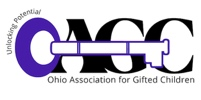 Unlocking Potential
OAGC
Ohio Association for Gifted Children